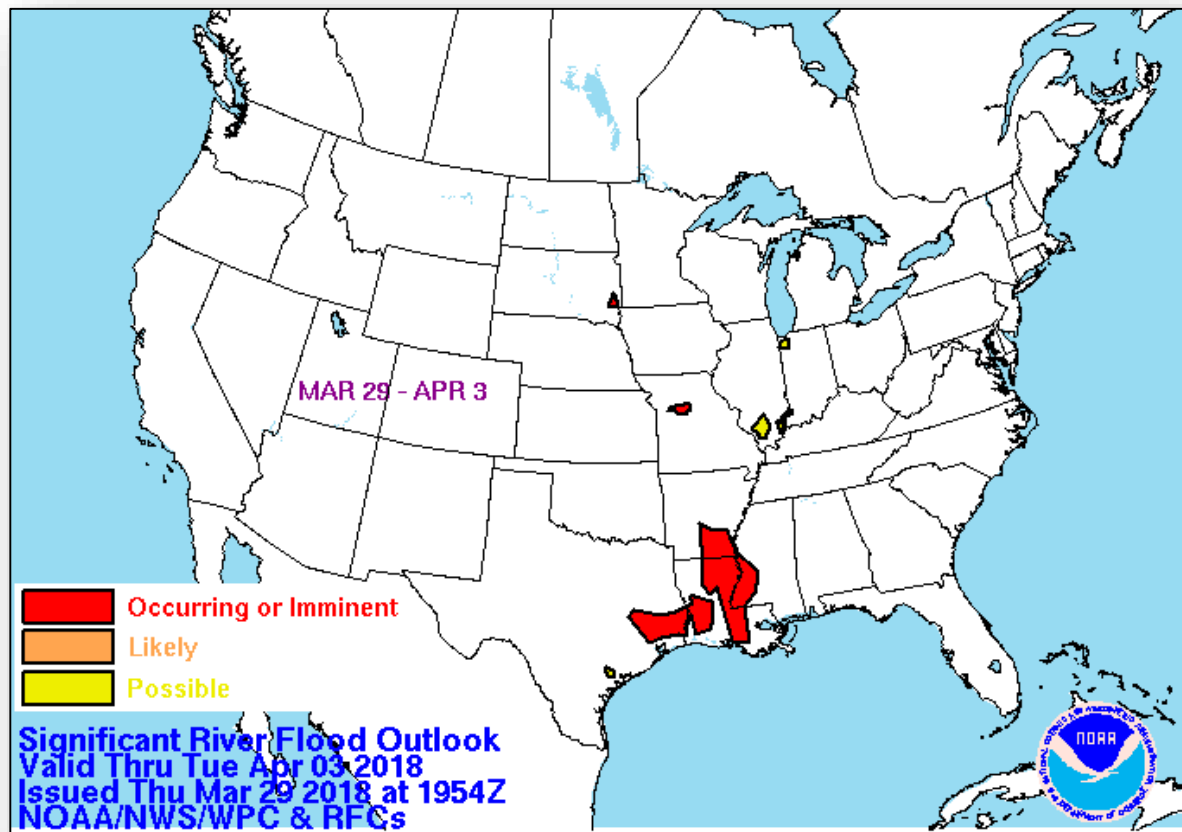 MAR 29 - APR 3
Occurring or Imminent
Likely
Possible
Significant River Flood Outlook
Valid Thru Tue Apr 03 2018
Issued Thu Mar 29 2018 at 1954Z
NOAA/NWS/WPC & RFCs
NOAA